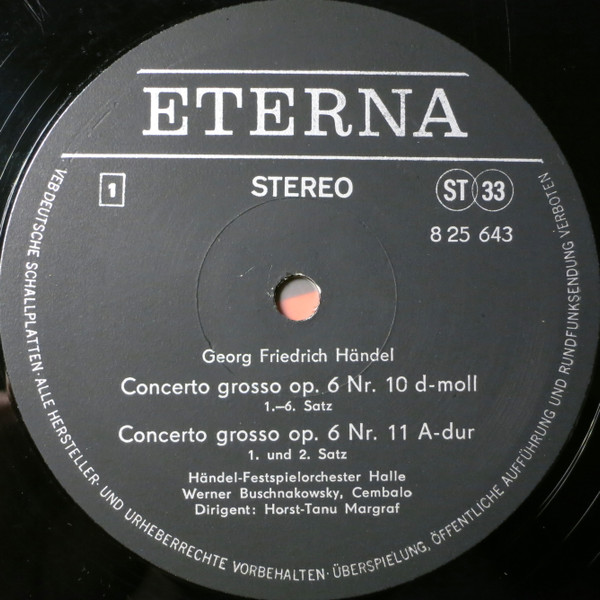 ETERNA
1
STEREO
ST 33
8 25 643
Georg Friedrich Händel
Concerto grosso op. 6 Nr. 10 d-moll
1.–6. Satz
Concerto grosso op. 6 Nr. 11 A-dur
1. und 2. Satz
Händel-Festspielorchester Halle
Werner Buschnakowsky, Cembalo
Dirigent: Horst-Tanu Margraf
VEB DEUTSCHE SCHALLPLATTEN · ALLE HERSTELLER- UND URHEBERRECHTE VORBEHALTEN · ÜBERSPIELUNG, ÖFFENTLICHE AUFFÜHRUNG UND RUNDFUNKSENDUNG VERBOTEN